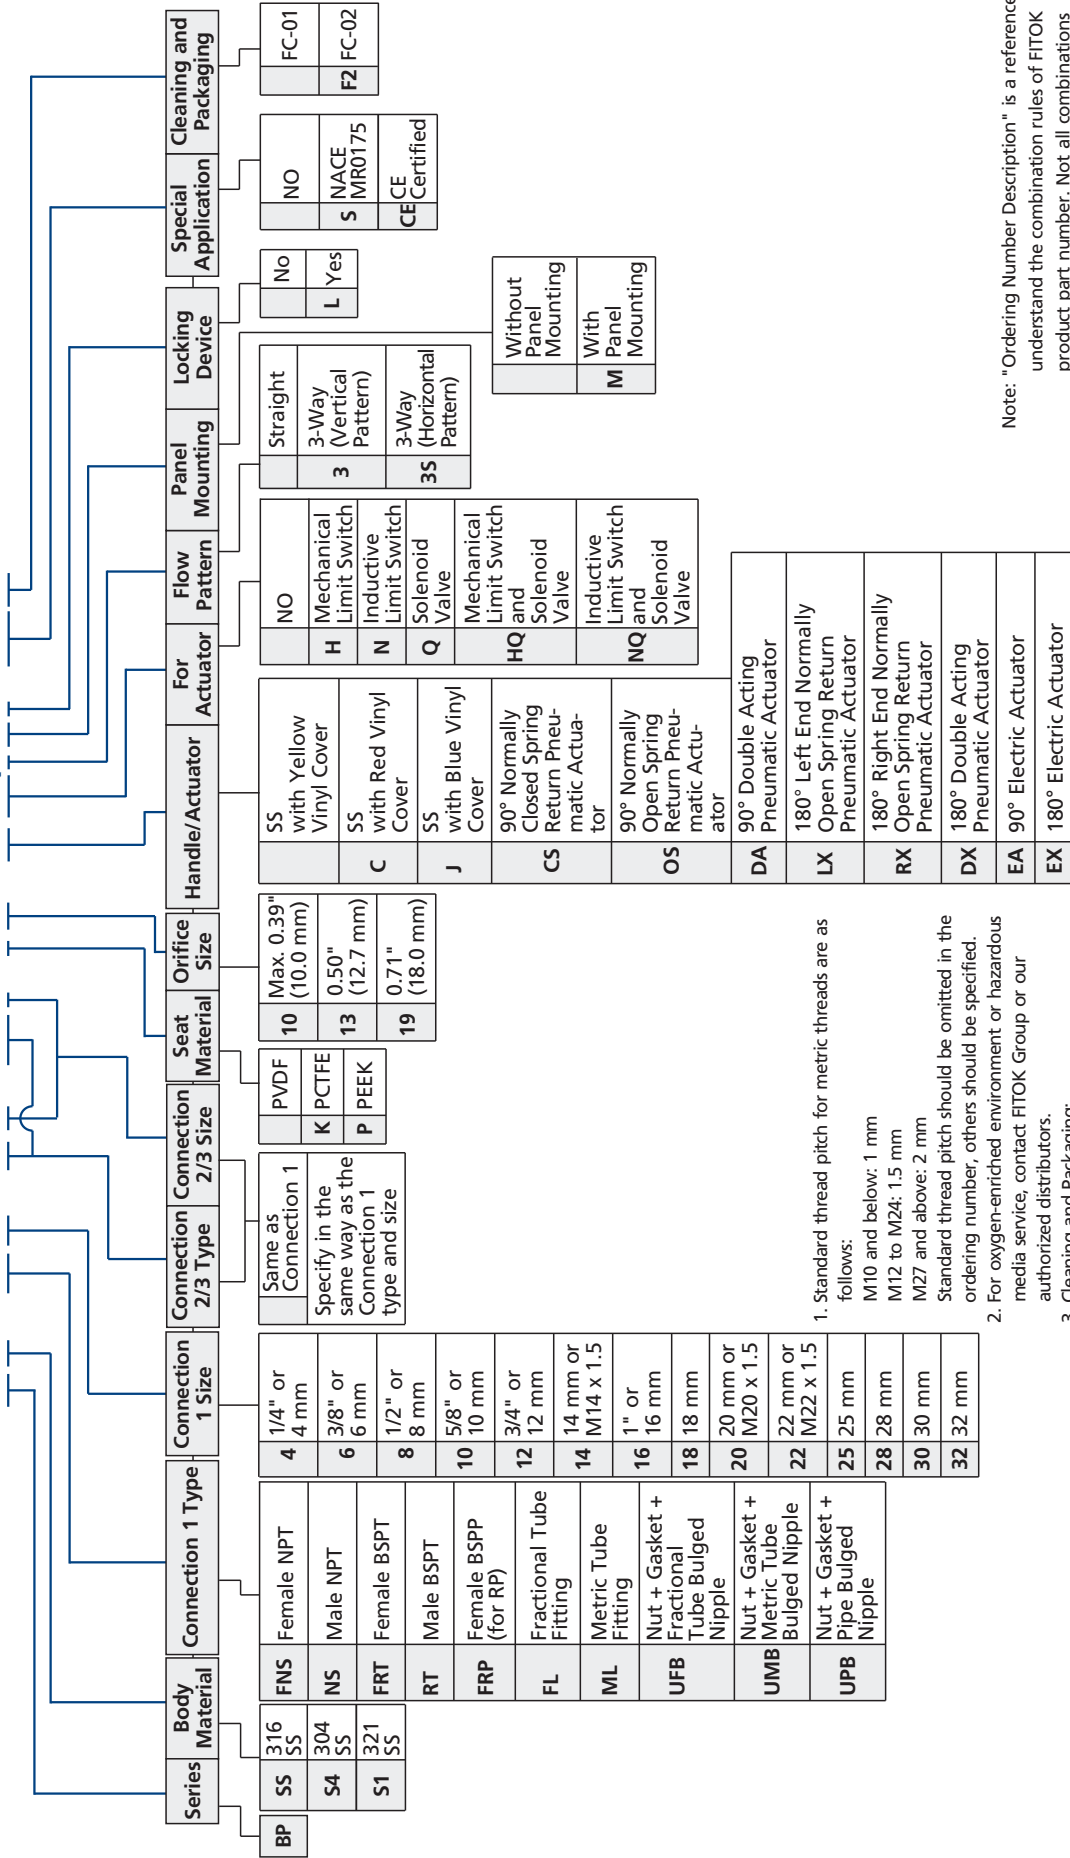 Series
Body
Material
Connection 1 Type
Connection
1 Size
Connection
2/3 Type
Connection
2/3 Size
Seat
Material
Orifice
Size
Handle/Actuator
For
Actuator
Flow
Pattern
Panel
Mounting
Locking
Device
Special
Application
Cleaning and
Packaging
BP
SS 316
SS
S4 304
SS
S1 321
SS
FNS Female NPT
NS Male NPT
FRT Female BSPT
RT Male BSPT
FRP Female BSPP
(for RP)
FL Fractional Tube
Fitting
ML Metric Tube
Fitting
UFB Nut + Gasket +
Fractional
Tube Bulged
Nipple
UMB Nut + Gasket +
Metric Tube
Bulged Nipple
UPB Nut + Gasket +
Pipe Bulged
Nipple
4 1/4" or
4 mm
6 3/8" or
6 mm
8 1/2" or
8 mm
10 5/8" or
10 mm
12 3/4" or
12 mm
14 14 mm or
M14 x 1.5
16 1" or
16 mm
18 18 mm
20 20 mm or
M20 x 1.5
22 22 mm or
M22 x 1.5
25 25 mm
28 28 mm
30 30 mm
32 32 mm
Same as
Connection 1
Specify in the
same way as the
Connection 1
type and size
PVDF
K PCTFE
P PEEK
10 Max. 0.39"
(10.0 mm)
13 0.50"
(12.7 mm)
19 0.71"
(18.0 mm)
SS
with Yellow
Vinyl Cover
C SS
with Red Vinyl
Cover
J SS
with Blue Vinyl
Cover
CS 90° Normally
Closed Spring
Return Pneu-
matic Actua-
tor
OS 90° Normally
Open Spring
Return Pneu-
matic Actu-
ator
DA 90° Double Acting
Pneumatic Actuator
LX 180° Left End Normally
Open Spring Return
Pneumatic Actuator
RX 180° Right End Normally
Open Spring Return
Pneumatic Actuator
DX 180° Double Acting
Pneumatic Actuator
EA 90° Electric Actuator
EX 180° Electric Actuator
NO
H Mechanical
Limit Switch
N Inductive
Limit Switch
Q Solenoid
Valve
HQ Mechanical
Limit Switch
and
Solenoid
Valve
NQ Inductive
Limit Switch
and
Solenoid
Valve
Straight
3 3-Way
(Vertical
Pattern)
3S 3-Way
(Horizontal
Pattern)
Without
Panel
Mounting
M With
Panel
Mounting
No
L Yes
NO
S NACE
MR0175
CE CE
Certified
FC-01
F2 FC-02
1. Standard thread pitch for metric threads are as
follows:
M10 and below: 1 mm
M12 to M24: 1.5 mm
M27 and above: 2 mm
Standard thread pitch should be omitted in the
ordering number, others should be specified.
2. For oxygen-enriched environment or hazardous
media service, contact FITOK Group or our
authorized distributors.
3. Cleaning and Packaging:
Note: "Ordering Number Description" is a reference
understand the combination rules of FITOK
product part number. Not all combinations